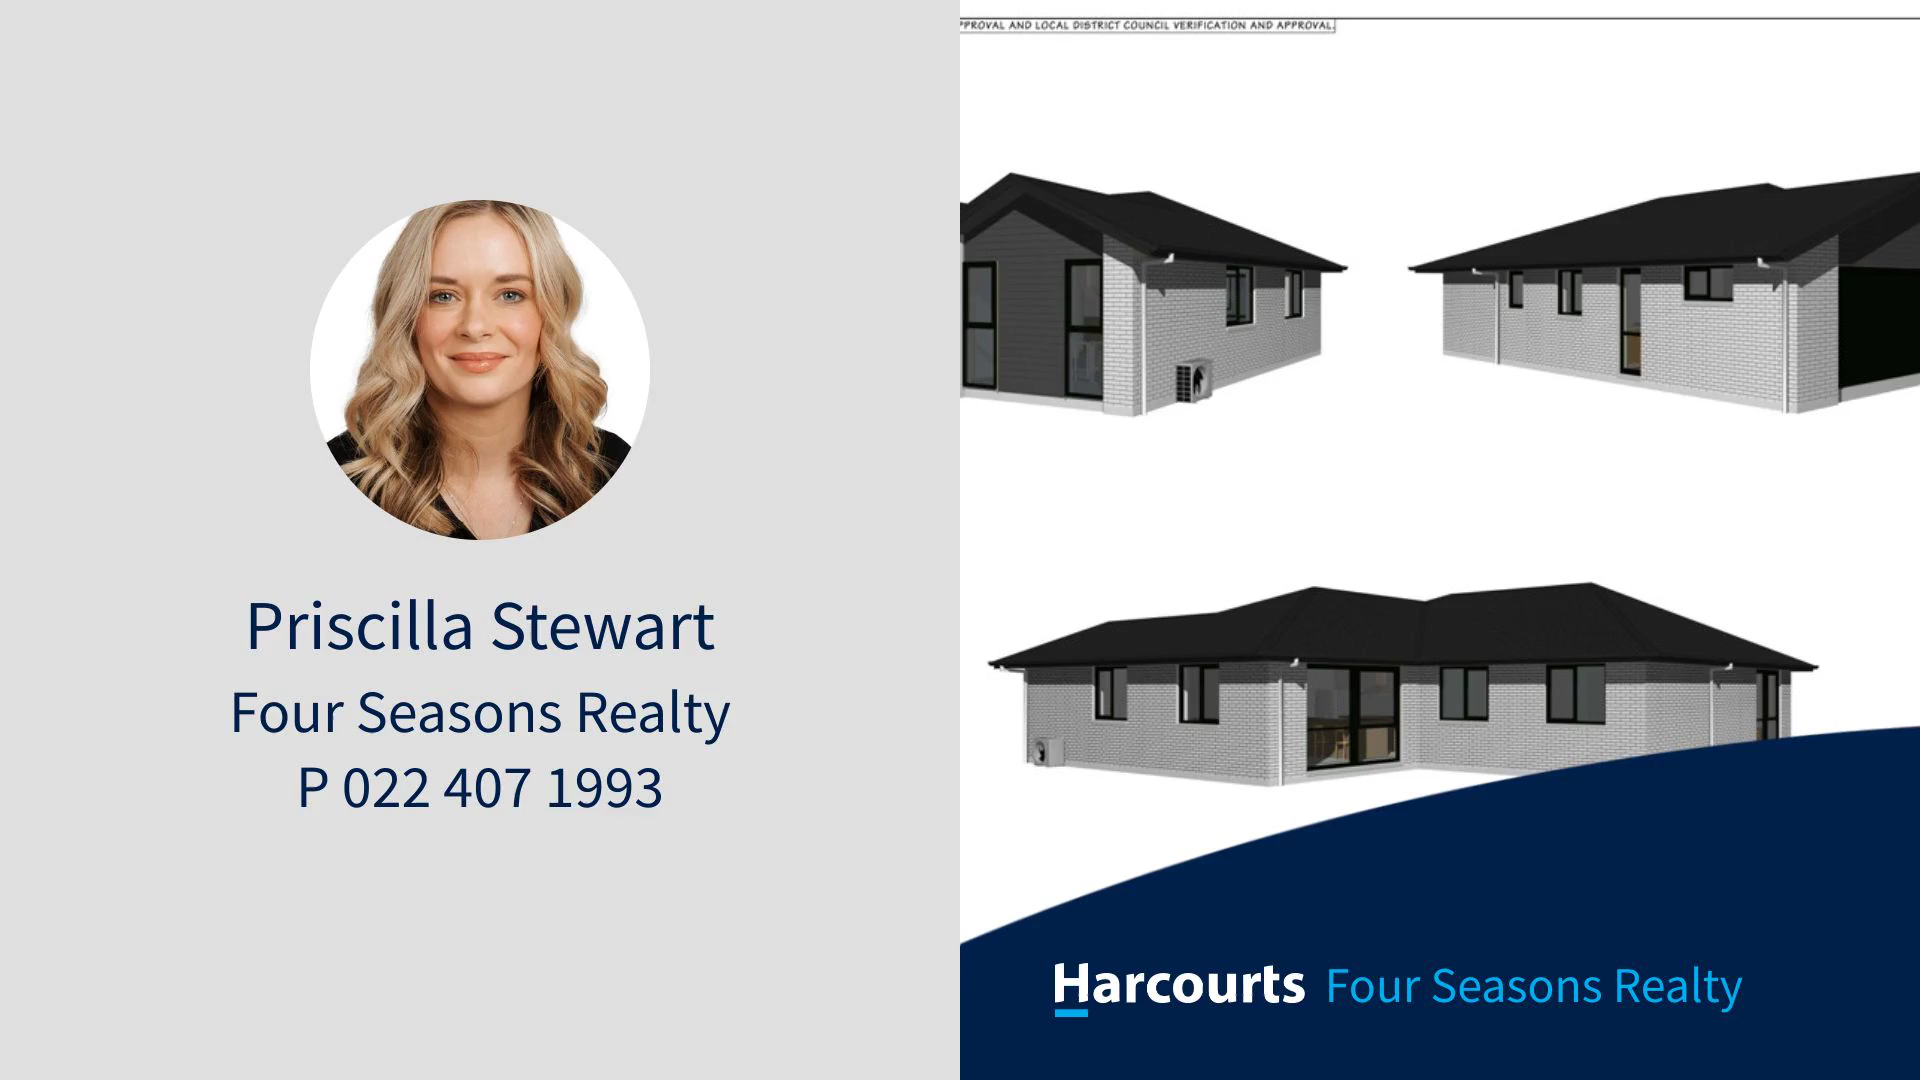 Priscilla Stewart
Four Seasons Realty
P 022 407 1993
APPROVAL AND LOCAL DISTRICT COUNCIL VERIFICATION AND APPROVAL.
Harcourts Four Seasons Realty